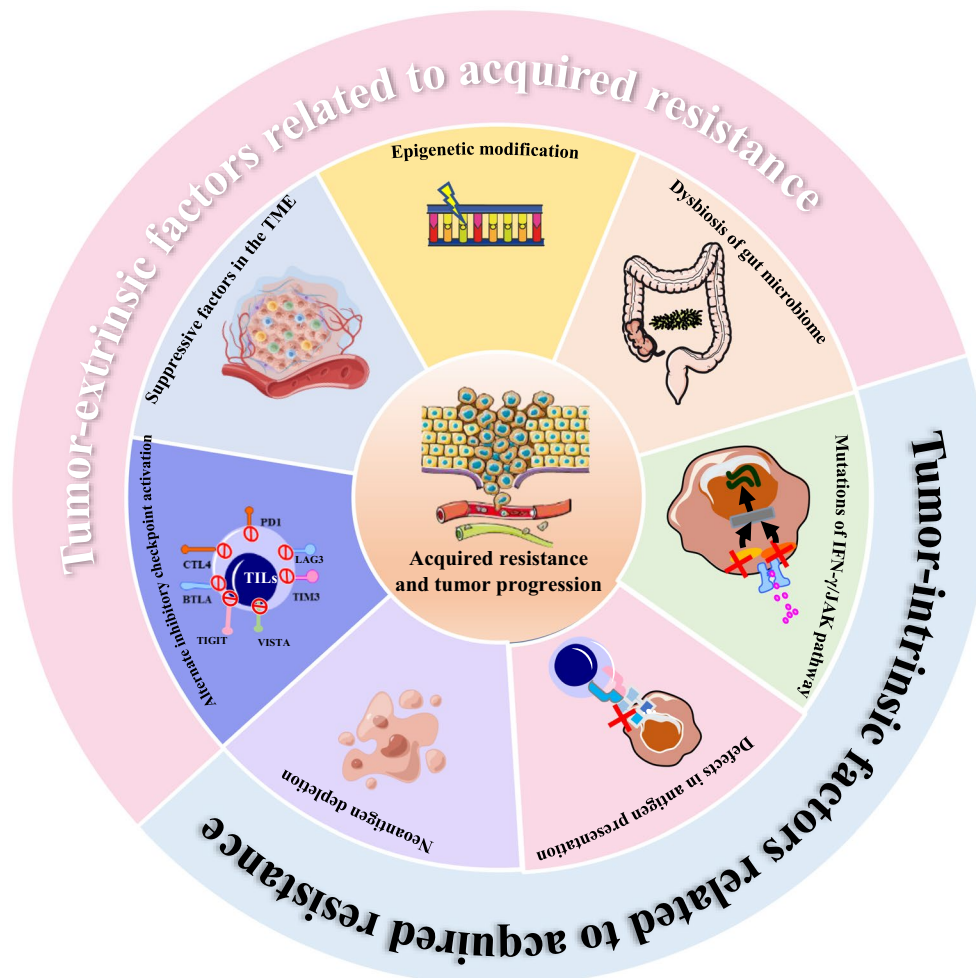 Tumor-extrinsic factors related to acquired resistance
Epigenetic modification
Dysbiosis of gut microbiome
Suppressive factors in the TME
Mutations of IFN-γ/JAK pathway
Alternate inhibitory checkpoint activation
PD1
CTL4
LAG3
TILs
BTLA
TIM3
TIGIT
VISTA
Acquired resistance
and tumor progression
Neoantigen depletion
Defects in antigen presentation
Tumor-intrinsic factors related to acquired resistance